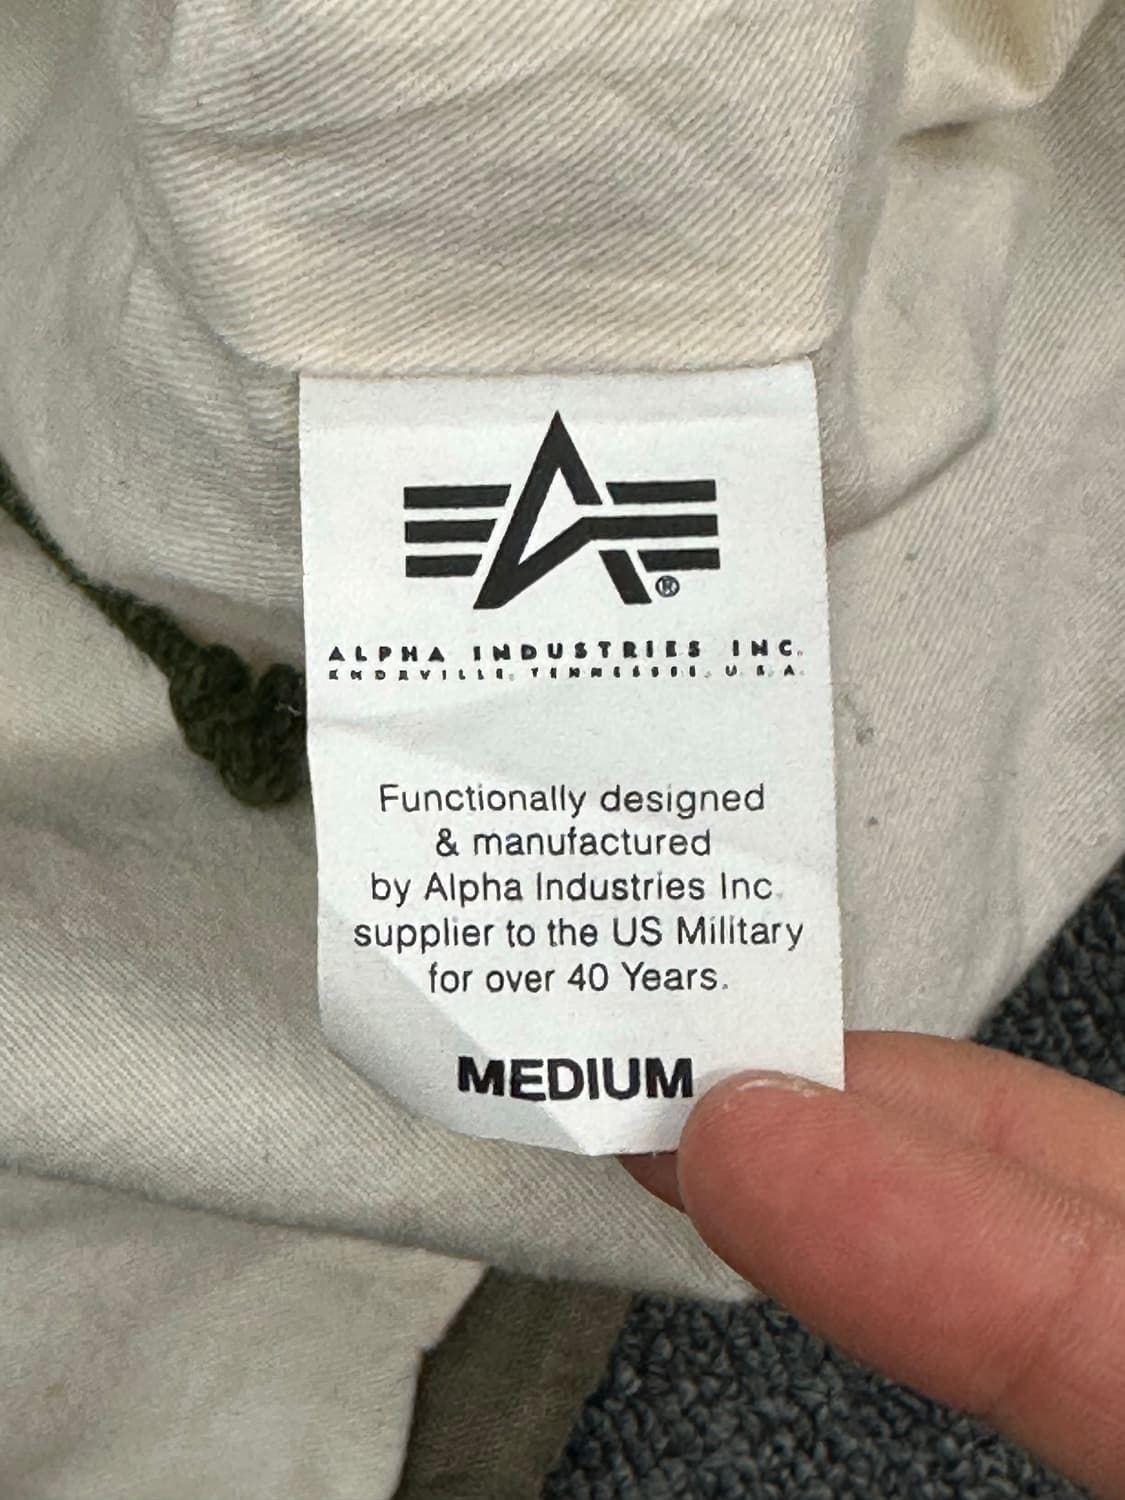 ®
ALPHA INDUSTRIES INC.
KNOXVILLE, TENNESSEE, U.S.A.
Functionally designed
& manufactured
by Alpha Industries Inc.
supplier to the US Military
for over 40 Years.
MEDIUM